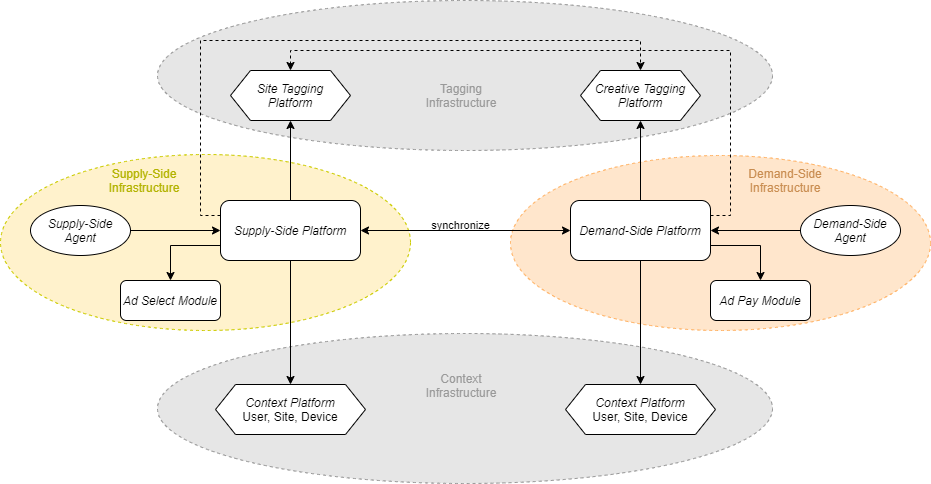 Site Tagging
Platform
Tagging
Infrastructure
Creative Tagging
Platform
Supply-Side
Infrastructure
Demand-Side
Infrastructure
Supply-Side
Agent
Supply-Side Platform
synchronize
Demand-Side Platform
Demand-Side
Agent
Ad Select Module
Ad Pay Module
Context
Infrastructure
Context Platform
User, Site, Device
Context Platform
User, Site, Device